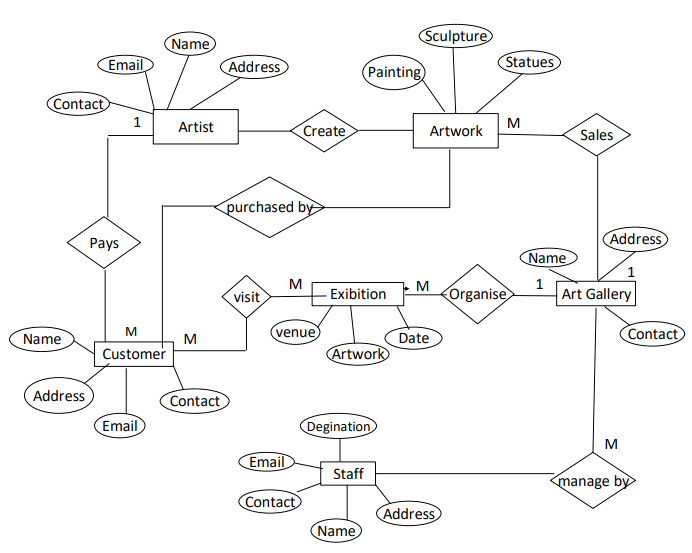 Sculpture
Name
Statues
Email
Address
Painting
Contact
1
Artist
Create
Artwork
M
Sales
purchased by
Pays
Address
Name
1
visit
M
Exibition
M
Organise
1
Art Gallery
M
M
venue
Date
Contact
Name
Customer
Artwork
Address
Contact
Email
Degination
M
Email
Staff
manage by
Contact
Address
Name